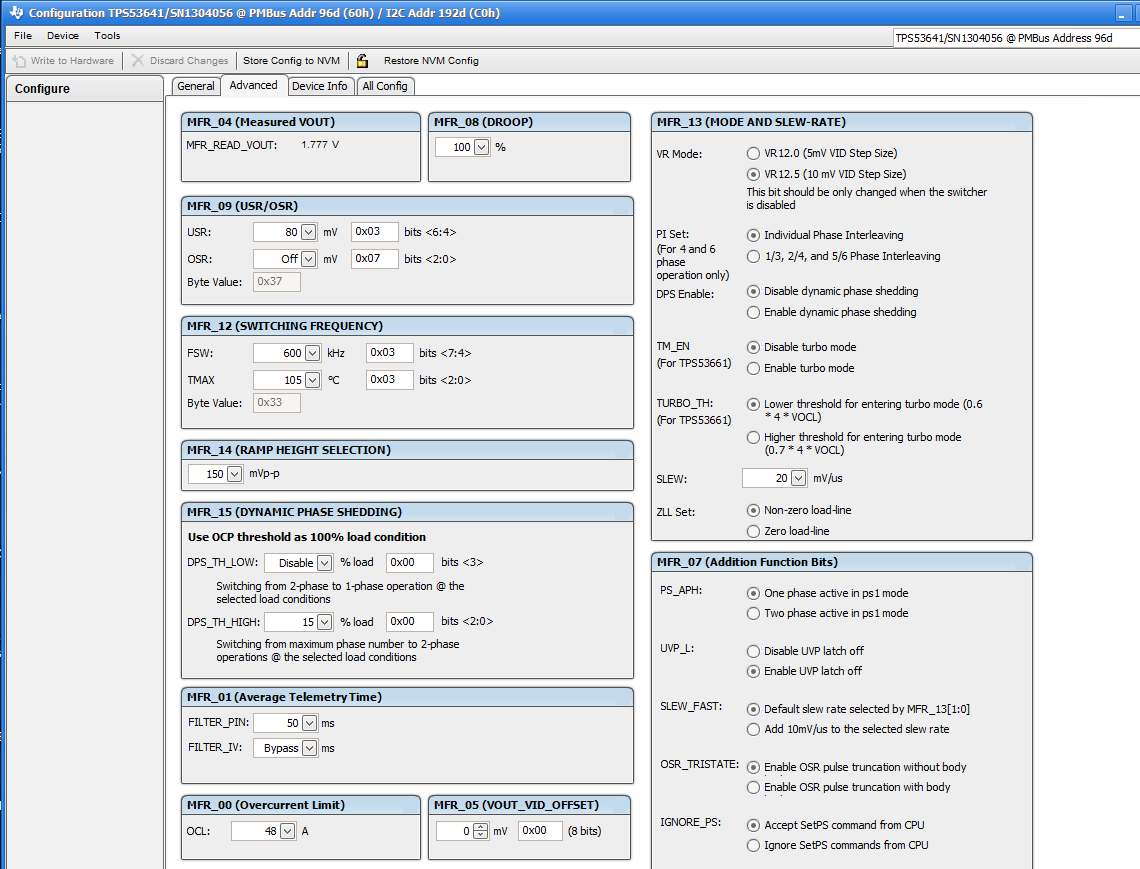 Configuration TPS53641/SN1304056 @ PMBus Addr 96d (60h) / I2C Addr 192d (C0h)
File Device Tools
TPS53641/SN1304056 @ PMBus Address 96d
Write to Hardware Discard Changes Store Config to NVM Restore NVM Config
Configure
General Advanced Device Info All Config
MFR_04 (Measured VOUT)
MFR_READ_VOUT: 1.777 V
MFR_08 (DROOP)
100 %
MFR_09 (USR/OSR)
USR: 80 mV 0x03 bits <6:4>
OSR: Off mV 0x07 bits <2:0>
Byte Value: 0x37
MFR_12 (SWITCHING FREQUENCY)
FSW: 600 kHz 0x03 bits <7:4>
TMAX 105 °C 0x03 bits <2:0>
Byte Value: 0x33
MFR_14 (RAMP HEIGHT SELECTION)
150 mVp-p
MFR_15 (DYNAMIC PHASE SHEDDING)
Use OCP threshold as 100% load condition
DPS_TH_LOW: Disable % load 0x00 bits <3>
Switching from 2-phase to 1-phase operation @ the
selected load conditions
DPS_TH_HIGH: 15 % load 0x00 bits <2:0>
Switching from maximum phase number to 2-phase
operations @ the selected load conditions
MFR_01 (Average Telemetry Time)
FILTER_PIN: 50 ms
FILTER_IV: Bypass ms
MFR_00 (Overcurrent Limit)
OCL: 48 A
MFR_05 (VOUT_VID_OFFSET)
0 mV 0x00 (8 bits)
MFR_13 (MODE AND SLEW-RATE)
VR Mode: VR12.0 (5mV VID Step Size)
VR12.5 (10 mV VID Step Size)
This bit should be only changed when the switcher
is disabled
PI Set: Individual Phase Interleaving
(For 4 and 6
phase
operation only)
1/3, 2/4, and 5/6 Phase Interleaving
DPS Enable: Disable dynamic phase shedding
Enable dynamic phase shedding
TM_EN Disable turbo mode
(For TPS53661) Enable turbo mode
TURBO_TH: Lower threshold for entering turbo mode (0.6
* 4 * VOCL)
(For TPS53661)
Higher threshold for entering turbo mode
(0.7 * 4 * VOCL)
SLEW: 20 mV/us
ZLL Set: Non-zero load-line
Zero load-line
MFR_07 (Addition Function Bits)
PS_APH: One phase active in ps1 mode
Two phase active in ps1 mode
UVP_L: Disable UVP latch off
Enable UVP latch off
SLEW_FAST: Default slew rate selected by MFR_13[1:0]
Add 10mV/us to the selected slew rate
OSR_TRISTATE: Enable OSR pulse truncation without body
Enable OSR pulse truncation with body
IGNORE_PS: Accept SetPS command from CPU
Ignore SetPS commands from CPU